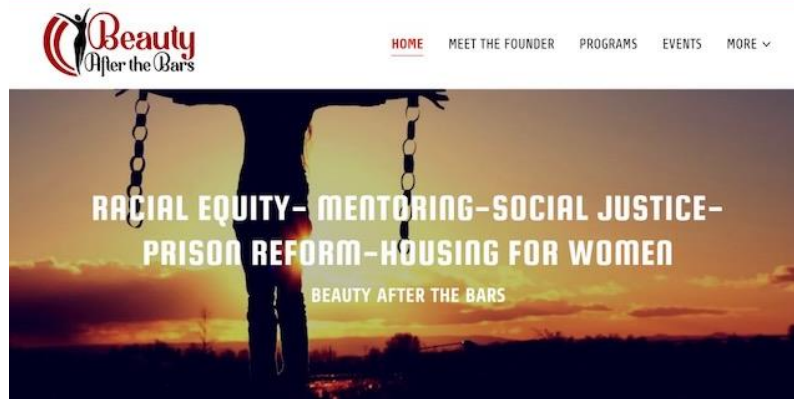 Beauty
After the Bars
HOME MEET THE FOUNDER PROGRAMS EVENTS MORE
RACIAL EQUITY- MENTORING-SOCIAL JUSTICE-
PRISON REFORM-HOUSING FOR WOMEN
BEAUTY AFTER THE BARS